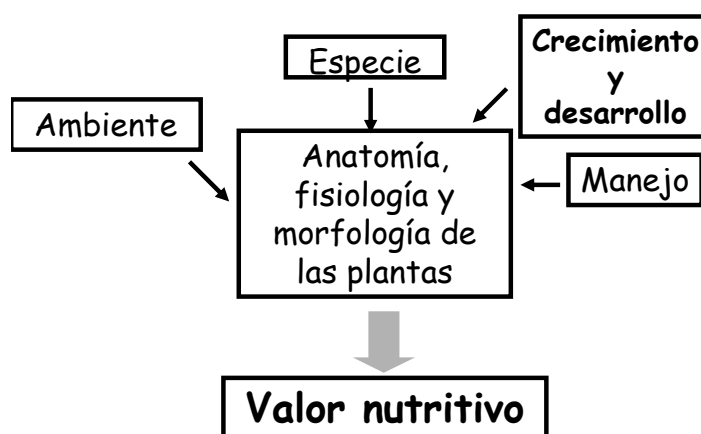 Especie
Crecimiento
y
desarrollo
Ambiente
Anatomía,
fisiología y
morfología de
las plantas
Manejo
Valor nutritivo